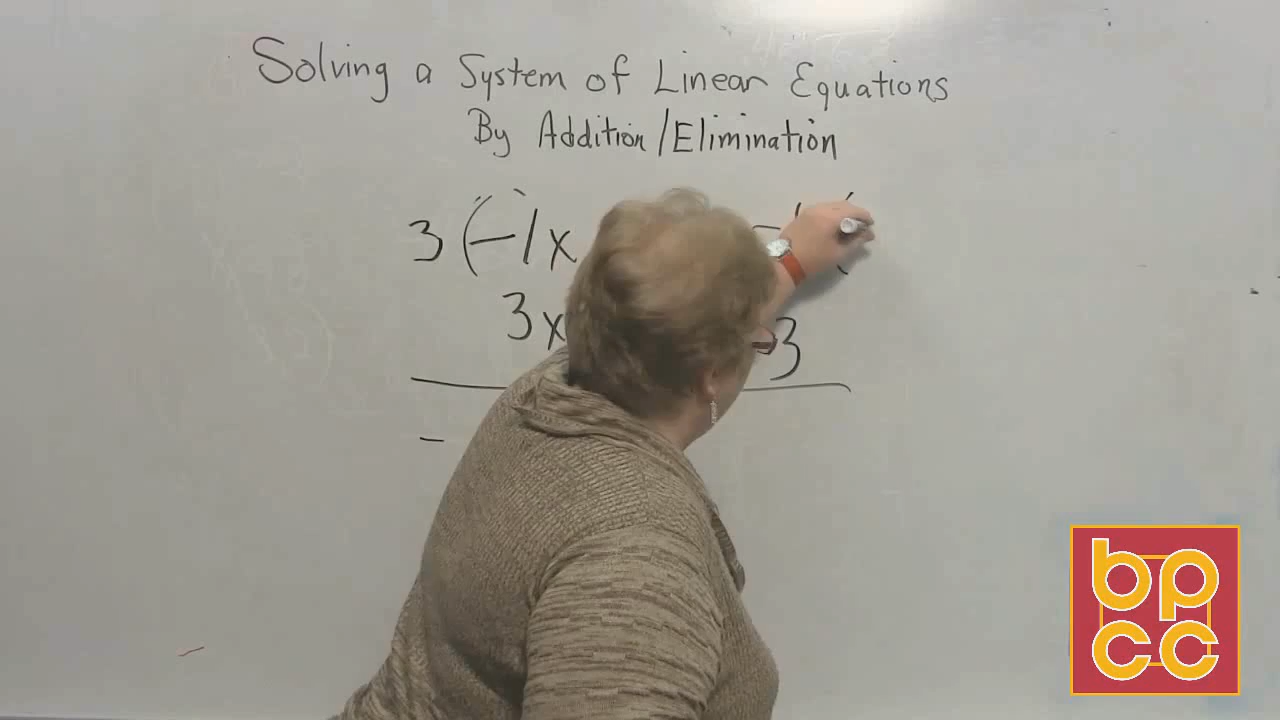 Solving a System of Linear Equations
By Addition/Elimination
3 (-1x
3x 3
-
bpcc